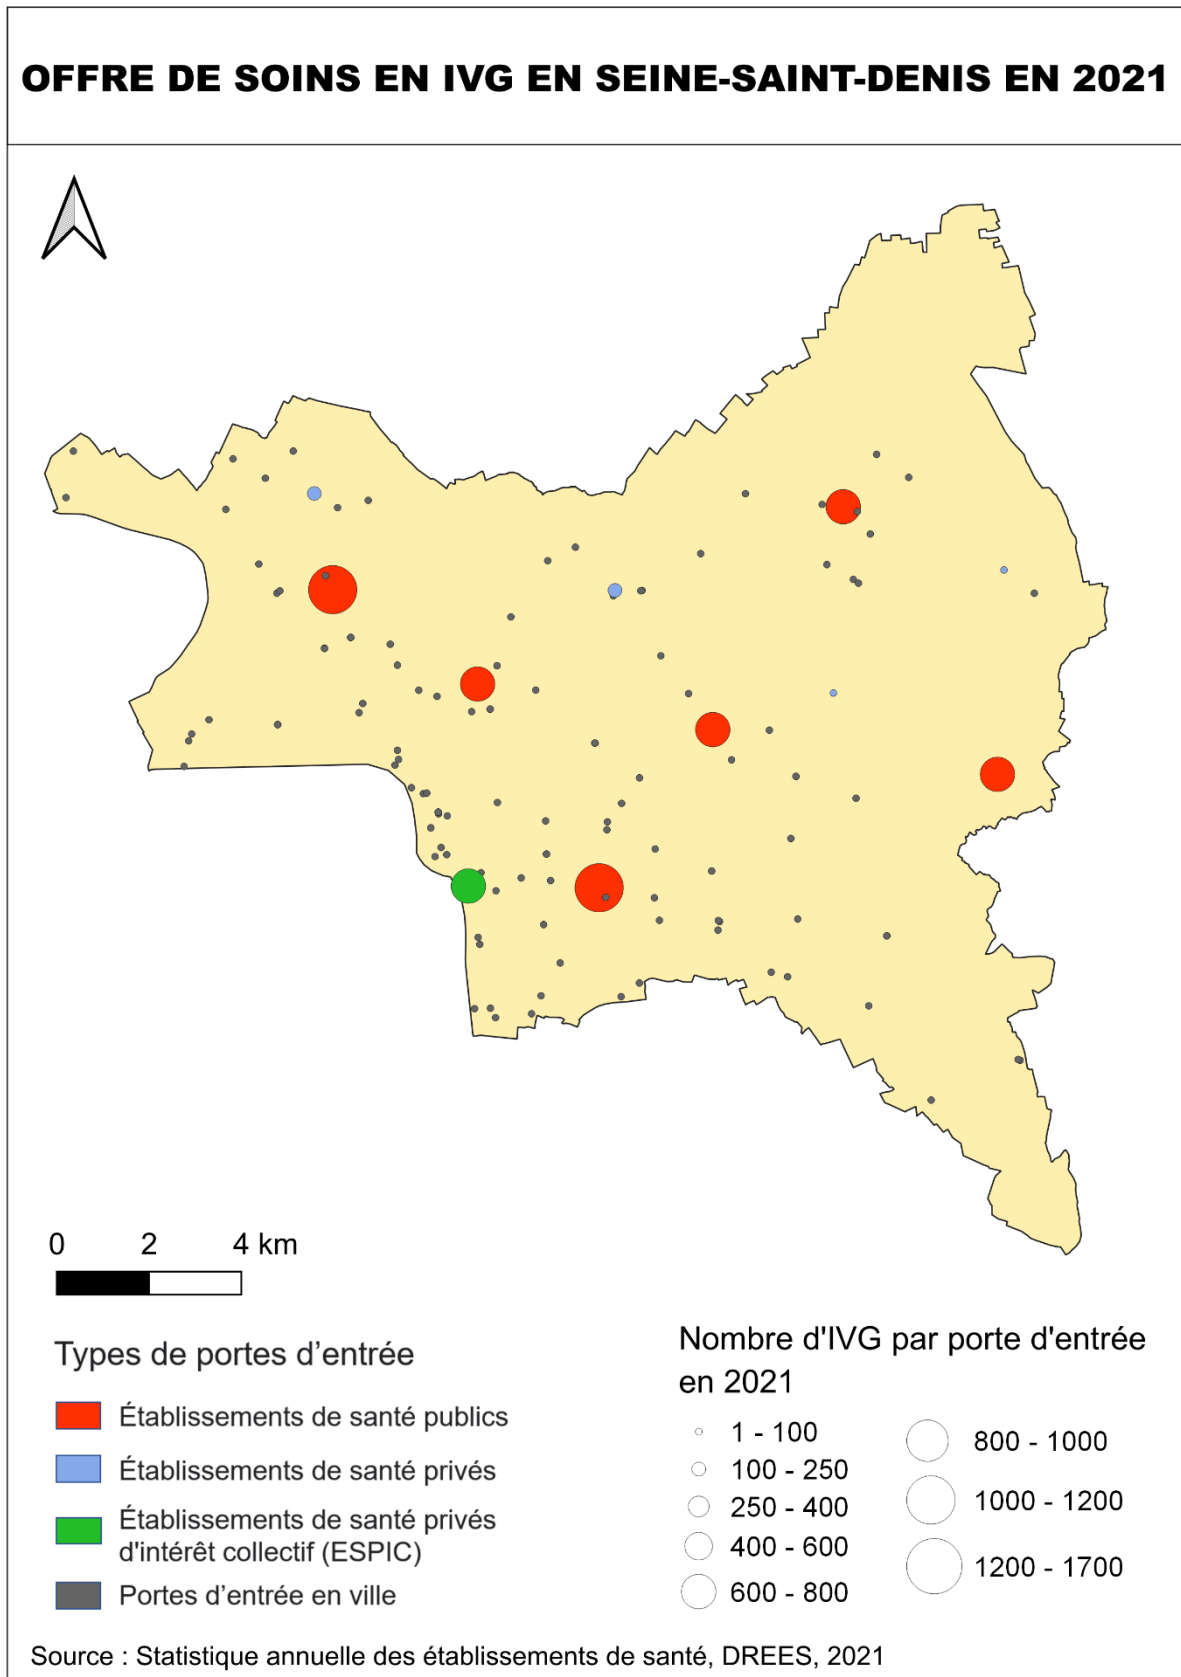 OFFRE DE SOINS EN IVG EN SEINE-SAINT-DENIS EN 2021
0 2 4 km
Types de portes d’entrée
Établissements de santé publics
Établissements de santé privés
Établissements de santé privés
d'intérêt collectif (ESPIC)
Portes d’entrée en ville
Nombre d'IVG par porte d'entrée
en 2021
1 - 100
100 - 250
250 - 400
400 - 600
600 - 800
800 - 1000
1000 - 1200
1200 - 1700
Source : Statistique annuelle des établissements de santé, DREES, 2021